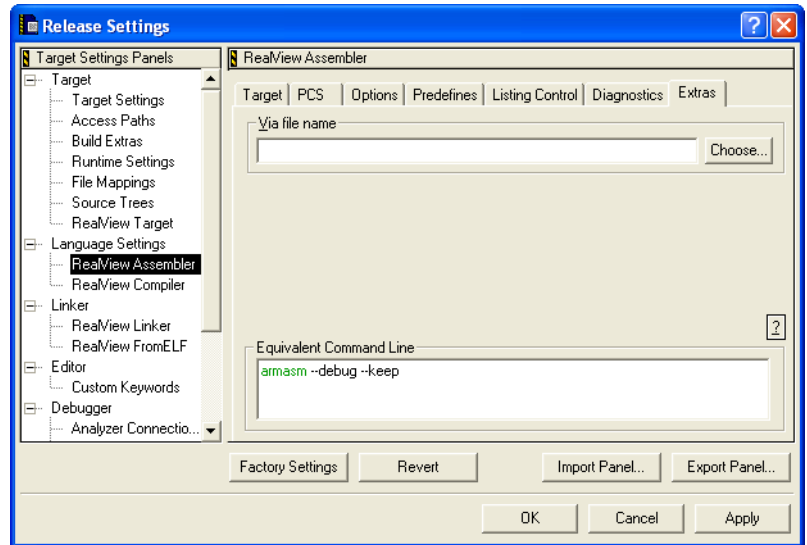 Release Settings
Target Settings Panels
Target
Target Settings
Access Paths
Build Extras
Runtime Settings
File Mappings
Source Trees
RealView Target
Language Settings
RealView Assembler
RealView Compiler
Linker
RealView Linker
RealView FromELF
Editor
Custom Keywords
Debugger
Analyzer Connectio...
RealView Assembler
Target PCS Options Predefines Listing Control Diagnostics Extras
Via file name
Choose...
?
Equivalent Command Line
armasm --debug --keep
Factory Settings Revert Import Panel... Export Panel...
OK Cancel Apply